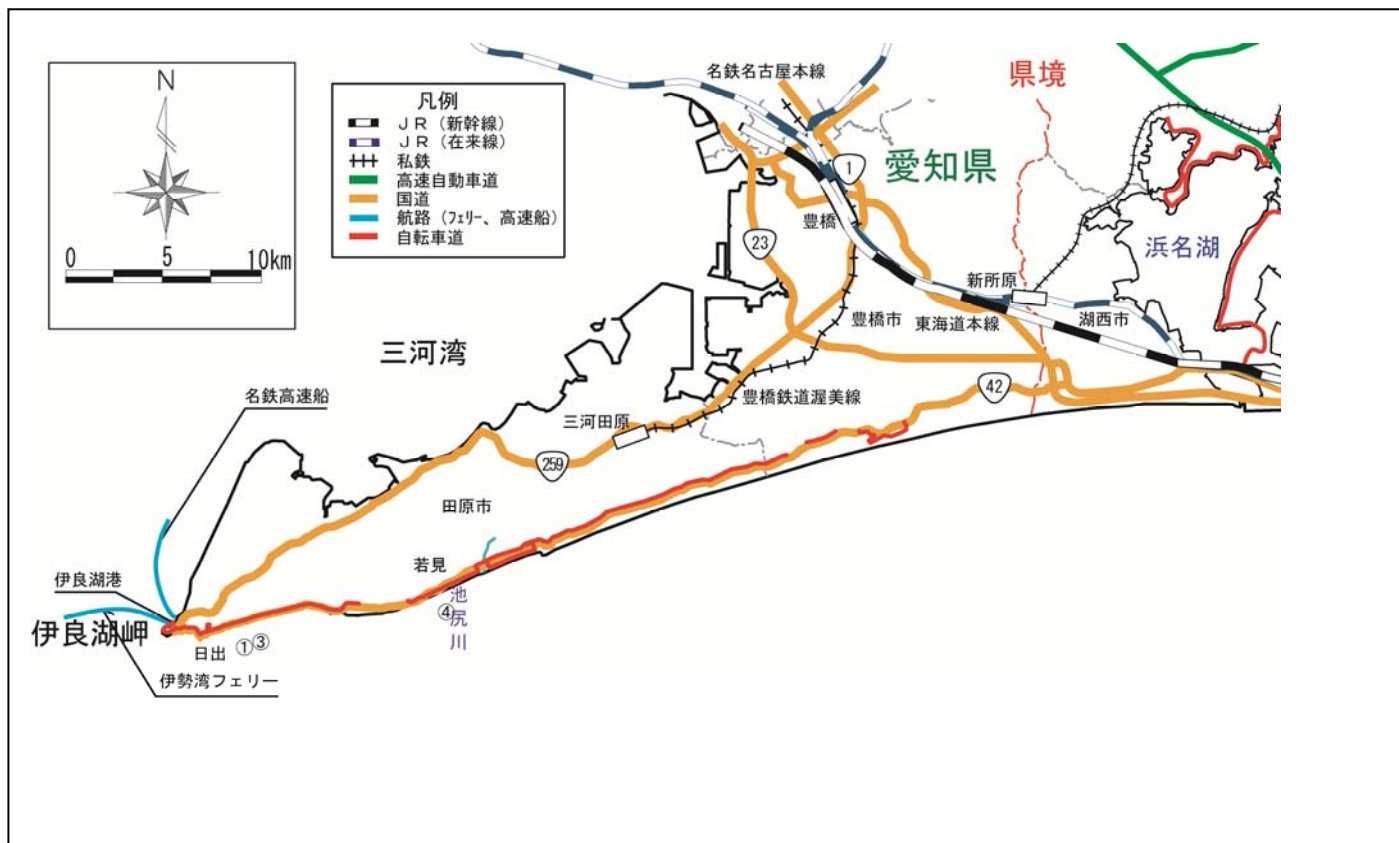 N
0 5 10km
凡例
JR（新幹線）
JR（在来線）
私鉄
高速自動車道
国道
航路（ﾌｪﾘｰ、高速船）
自転車道
名鉄名古屋本線
県境
愛知県
1
豊橋
23
浜名湖
新所原
豊橋市
東海道本線
湖西市
三河湾
42
名鉄高速船
豊橋鉄道渥美線
三河田原
259
田原市
若見
伊良湖港
④
池尻川
伊良湖岬
日出
①③
伊勢湾フェリー